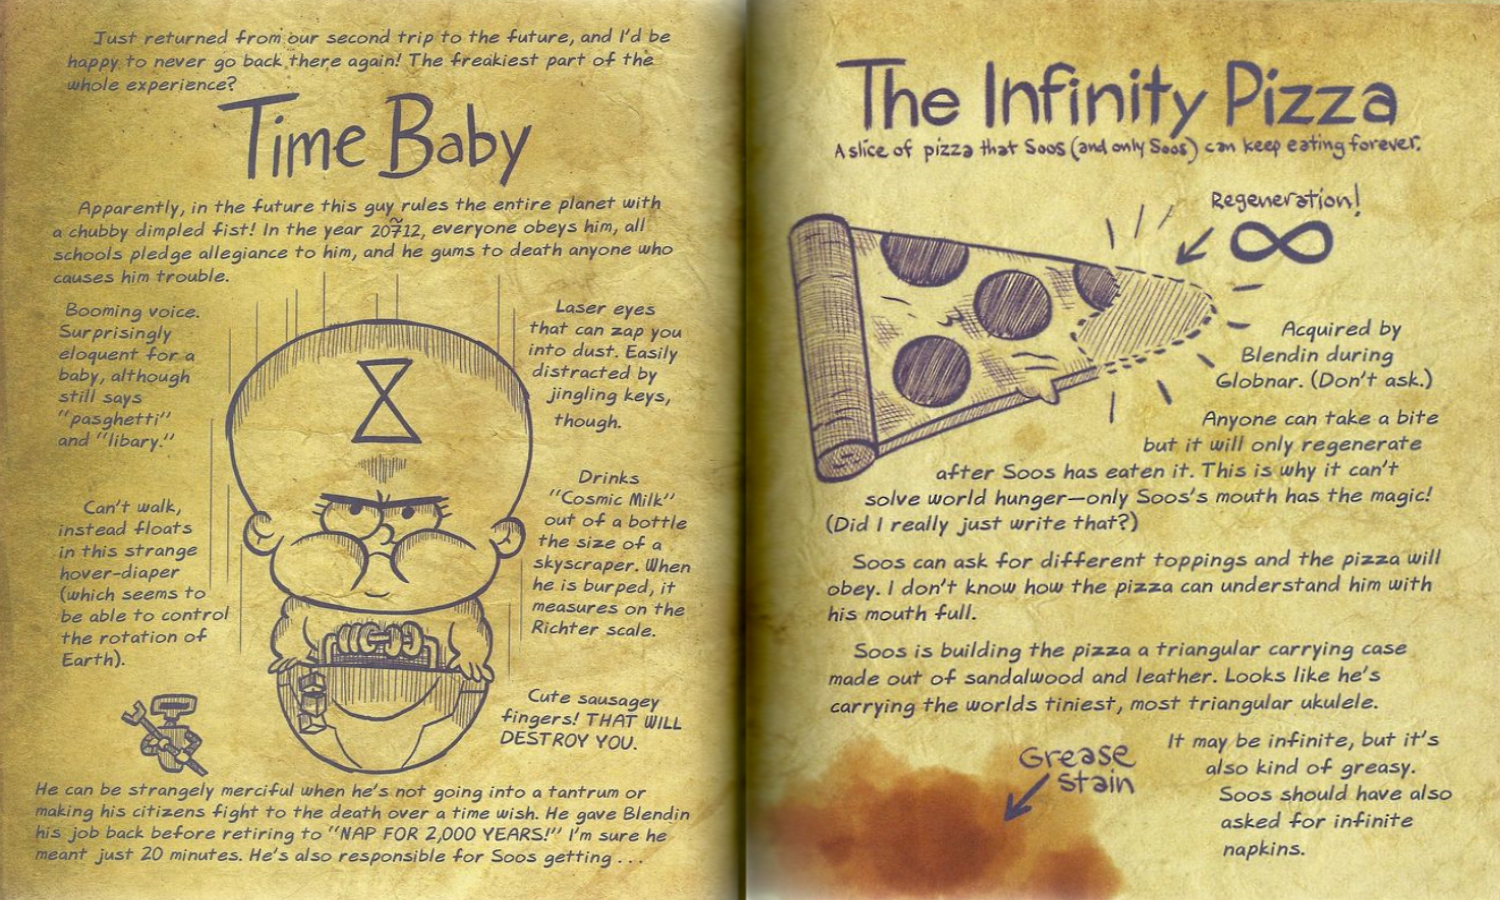 Just returned from our second trip to the future, and I'd be
happy to never go back there again! The freakiest part of the
whole experience?
Time Baby
Apparently, in the future this guy rules the entire planet with
a chubby dimpled fist! In the year 207̃12, everyone obeys him, all
schools pledge allegiance to him, and he gums to death anyone who
causes him trouble.
Booming voice.
Surprisingly
eloquent for a
baby, although
still says
"pasghetti"
and "libary."
Laser eyes
that can zap you
into dust. Easily
distracted by
jingling keys,
though.
Can't walk,
instead floats
in this strange
hover-diaper
(which seems to
be able to control
the rotation of
Earth).
Drinks
"Cosmic Milk"
out of a bottle
the size of a
skyscraper. When
he is burped, it
measures on the
Richter scale.
Cute sausagey
fingers! THAT WILL
DESTROY YOU.
He can be strangely merciful when he's not going into a tantrum or
making his citizens fight to the death over a time wish. He gave Blendin
his job back before retiring to "NAP FOR 2,000 YEARS!" I'm sure he
meant just 20 minutes. He's also responsible for Soos getting . . .
The Infinity Pizza
A slice of pizza that Soos (and only Soos) can keep eating forever.
Regeneration!
∞
Acquired by
Blendin during
Globnar. (Don't ask.)
Anyone can take a bite
but it will only regenerate
after Soos has eaten it. This is why it can't
solve world hunger—only Soos's mouth has the magic!
(Did I really just write that?)
Soos can ask for different toppings and the pizza will
obey. I don't know how the pizza can understand him with
his mouth full.
Soos is building the pizza a triangular carrying case
made out of sandalwood and leather. Looks like he's
carrying the worlds tiniest, most triangular ukulele.
Grease
stain
It may be infinite, but it's
also kind of greasy.
Soos should have also
asked for infinite
napkins.